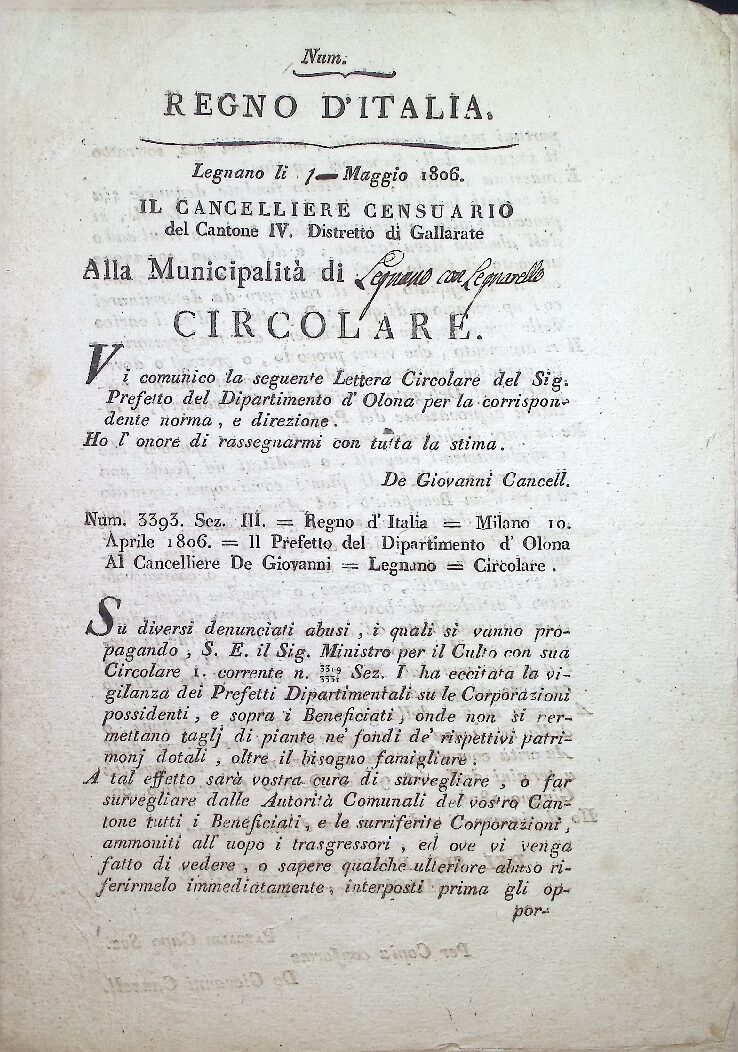 Num.
REGNO D'ITALIA.
Legnano li 1 Maggio 1806.
IL CANCELLIERE CENSUARIO
del Cantone IV. Distretto di Gallarate
Alla Municipalità di Legnano con Legnarello
CIRCOLARE.
Vi comunico la seguente Lettera Circolare del Sig.
Prefetto del Dipartimento d' Olona per la corrispon-
dente norma, e direzione.
Ho l' onore di rassegnarmi con tutta la stima.
De Giovanni Cancell.
Num. 3393. Sez. III. = Regno d' Italia = Milano 10.
Aprile 1806. = Il Prefetto del Dipartimento d' Olona
Al Cancelliere De Giovanni = Legnano = Circolare.
Su diversi denunciati abusi, i quali si vanno pro-
pagando, S. E. il Sig. Ministro per il Culto con sua
Circolare 1. corrente n. Sez. I ha eccitata la vi-
gilanza dei Prefetti Dipartimentali su le Corporazioni
possidenti, e sopra i Beneficiati, onde non si per-
mettano taglj di piante ne' fondi de' rispettivi patri-
monj dotali, oltre il bisogno famigliare.
A tal effetto sarà vostra cura di survegliare, o far
survegliare dalle Autorità Comunali del vostro Can-
tone tutti i Beneficiati, e le surriferite Corporazioni,
ammoniti all' uopo i trasgressori, ed ove vi venga
fatto di vedere, o sapere qualche ulteriore abuso ri-
ferirmelo immediatamente, interposti prima gli op-
por-